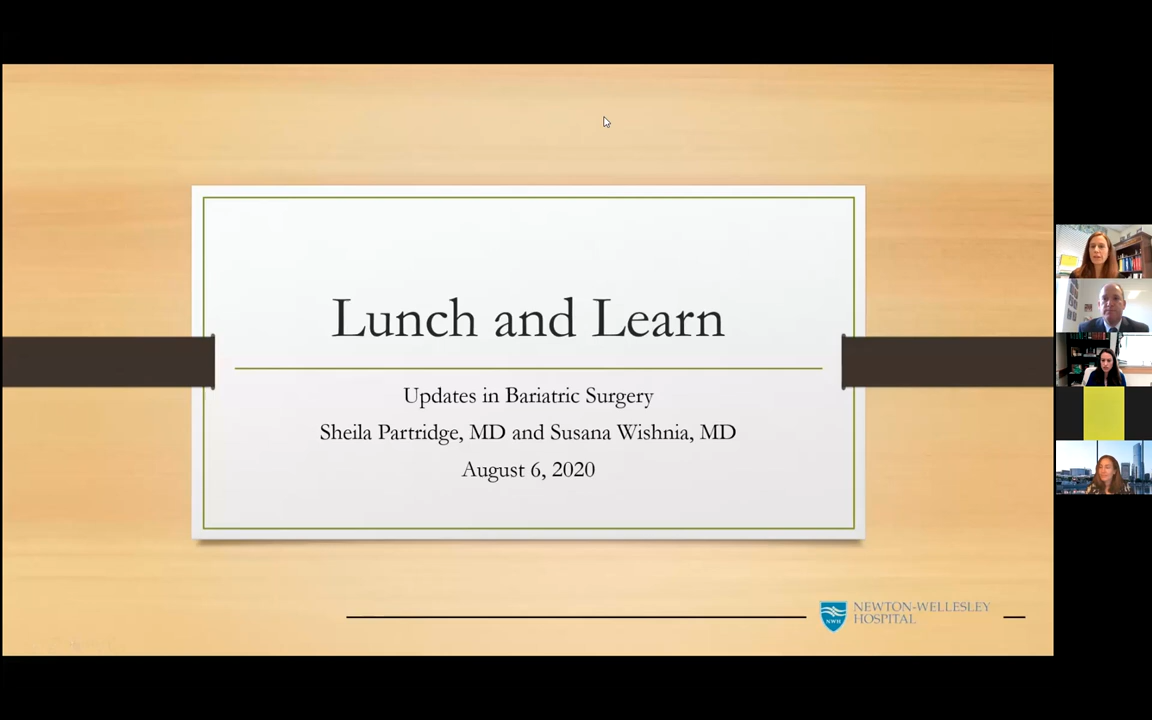 Lunch and Learn
Updates in Bariatric Surgery
Sheila Partridge, MD and Susana Wishnia, MD
August 6, 2020
NWH
NEWTON-WELLESLEY
HOSPITAL